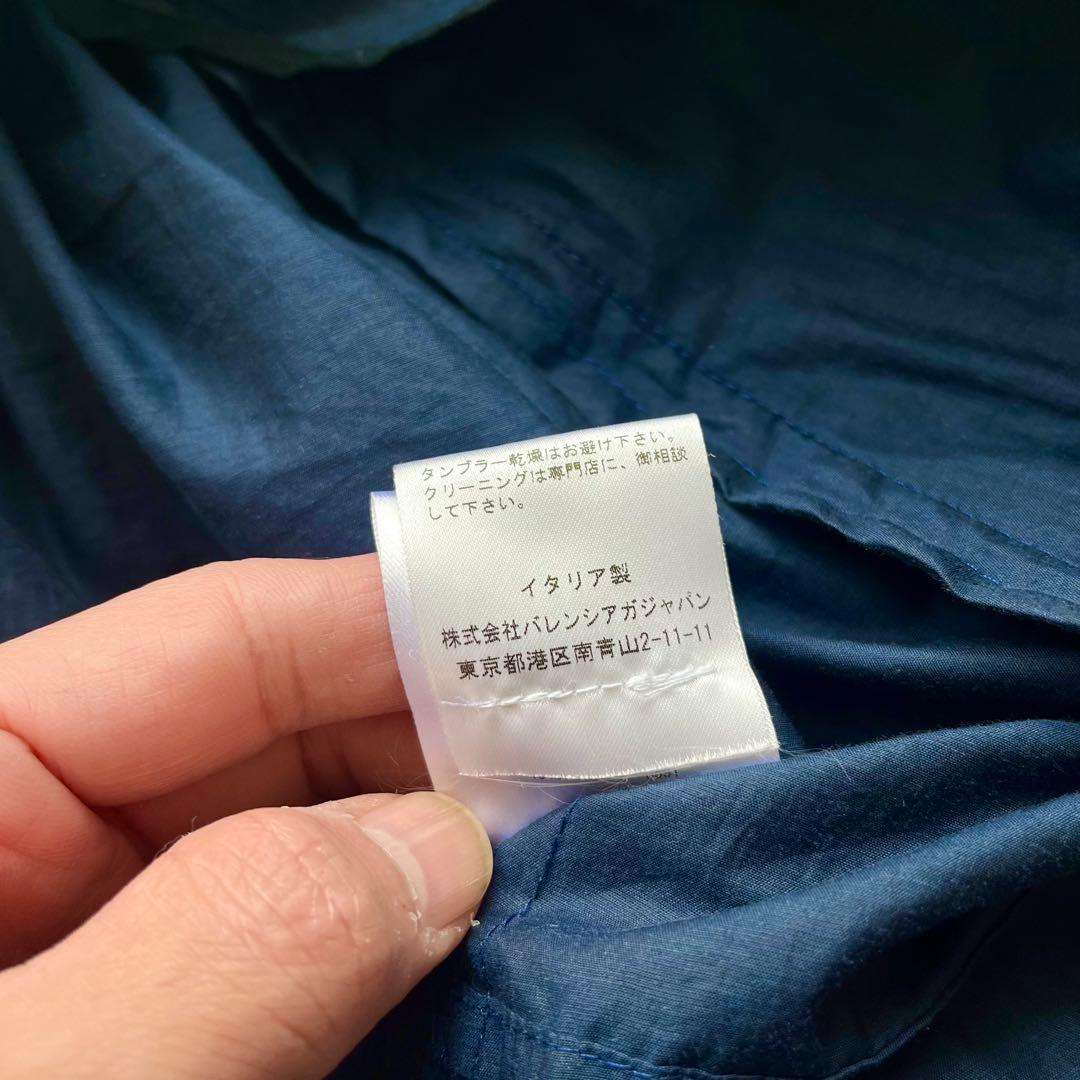 タンブラー乾燥はお避け下さい。
クリーニングは専門店に、御相談
して下さい。
イタリア製
株式会社バレンシアガジャパン
東京都港区南青山2-11-11